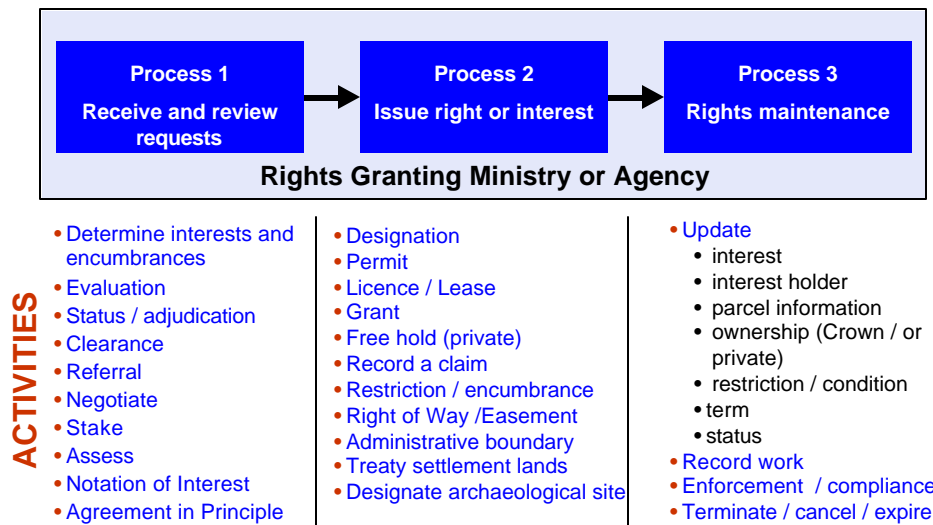 Process 1
Receive and review
requests
Process 2
Issue right or interest
Process 3
Rights maintenance
Rights Granting Ministry or Agency
ACTIVITIES
• Determine interests and
encumbrances
• Evaluation
• Status / adjudication
• Clearance
• Referral
• Negotiate
• Stake
• Assess
• Notation of Interest
• Agreement in Principle
• Designation
• Permit
• Licence / Lease
• Grant
• Free hold (private)
• Record a claim
• Restriction / encumbrance
• Right of Way /Easement
• Administrative boundary
• Treaty settlement lands
• Designate archaeological site
• Update
• interest
• interest holder
• parcel information
• ownership (Crown / or
private)
• restriction / condition
• term
• status
• Record work
• Enforcement / compliance
• Terminate / cancel / expire